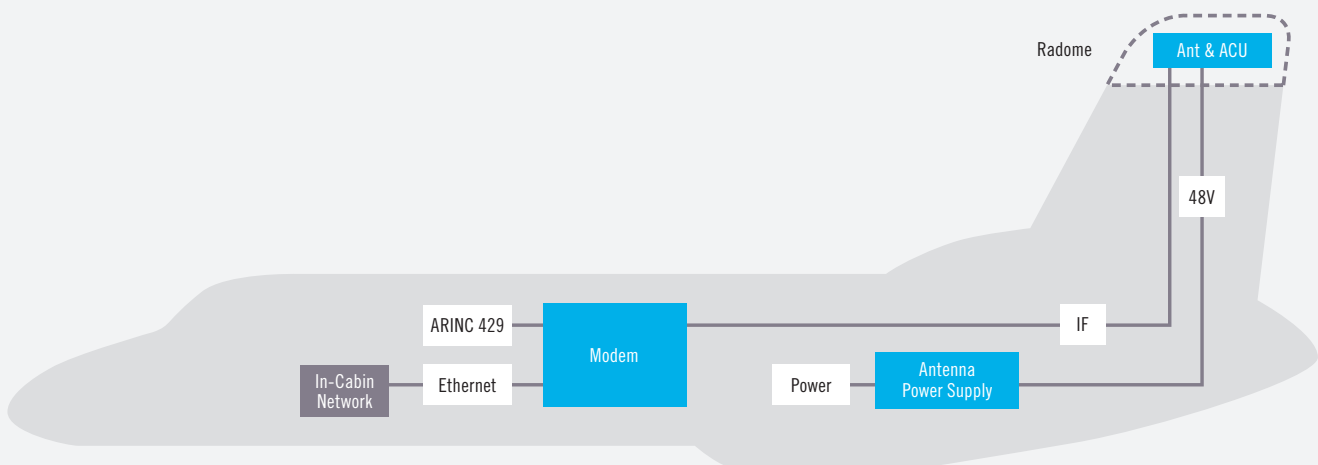 Radome
Ant & ACU
48V
ARINC 429
Modem
IF
In-Cabin
Network
Ethernet
Power
Antenna
Power Supply